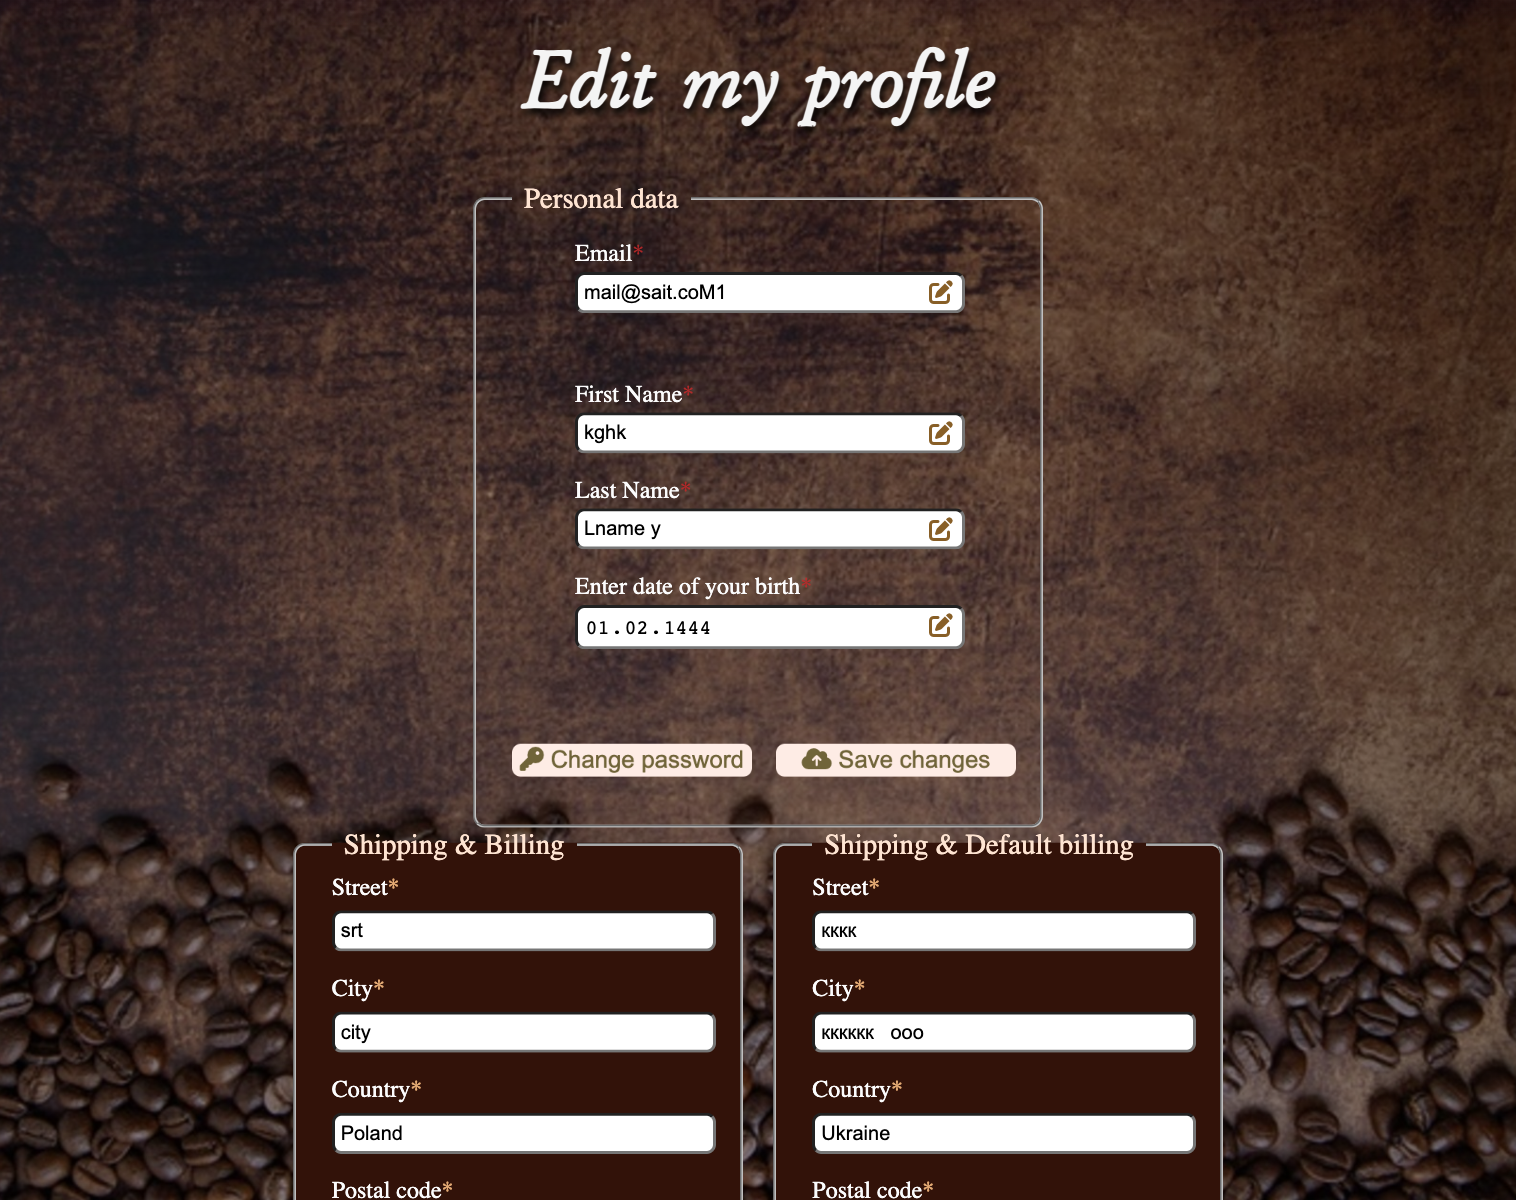 Edit my profile
Personal data
Email*
mail@sait.coM1
First Name*
kghk
Last Name*
Lname y
Enter date of your birth*
01.02.1444
Change password
Save changes
Shipping & Billing
Street*
srt
City*
city
Country*
Poland
Postal code*
Shipping & Default billing
Street*
кккк
City*
кккккк ооо
Country*
Ukraine
Postal code*